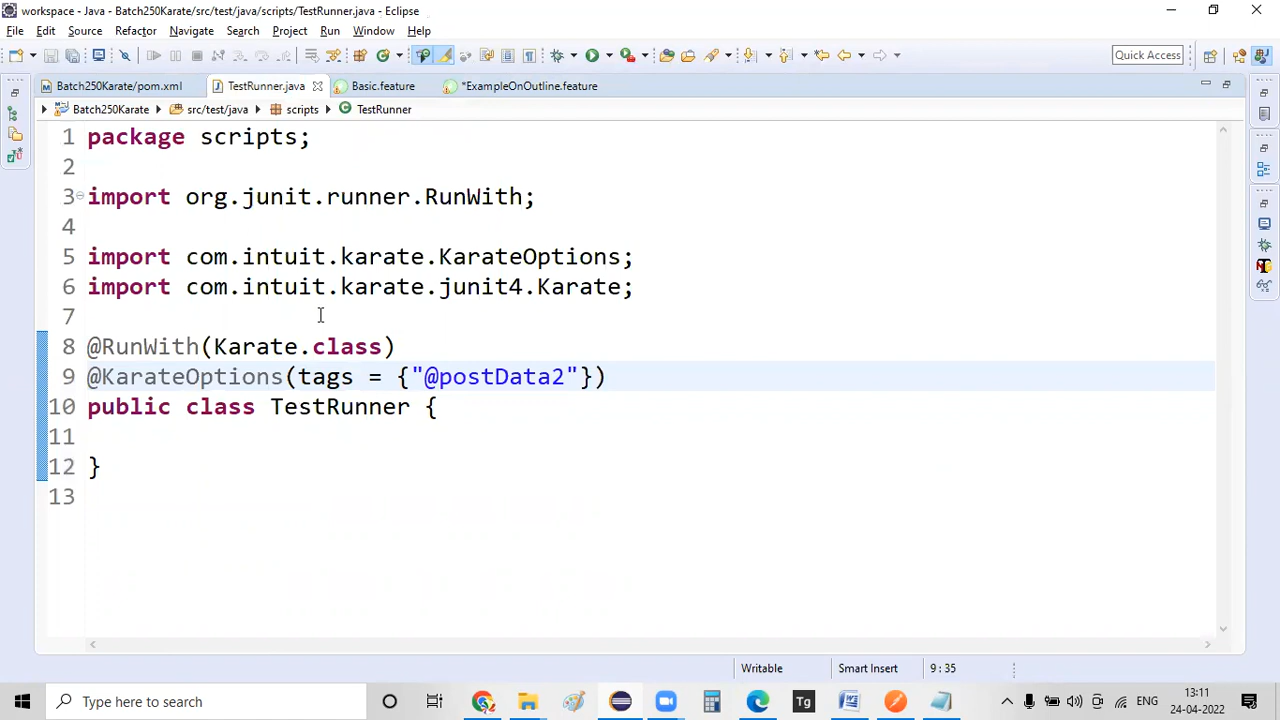 workspace - Java - Batch250Karate/src/test/java/scripts/TestRunner.java - Eclipse
File Edit Source Refactor Navigate Search Project Run Window Help
Quick Access
Batch250Karate/pom.xml TestRunner.java Basic.feature *ExampleOnOutline.feature
Batch250Karate src/test/java scripts TestRunner
1 package scripts;
2
3 import org.junit.runner.RunWith;
4
5 import com.intuit.karate.KarateOptions;
6 import com.intuit.karate.junit4.Karate;
7
8 @RunWith(Karate.class)
9 @KarateOptions(tags = {"@postData2"})
10 public class TestRunner {
11
12 }
13
Writable Smart Insert 9 : 35
Type here to search
Tg
ENG
13:11
24-04-2022